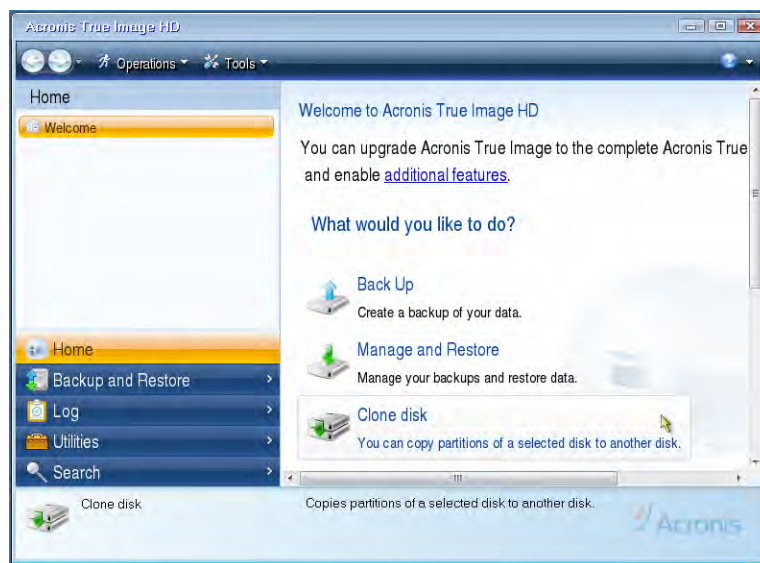 Acronis True Image HD
Operations
Tools
Home
Welcome
Home
Backup and Restore
Log
Utilities
Search
Welcome to Acronis True Image HD
You can upgrade Acronis True Image to the complete Acronis True
and enable additional features.
What would you like to do?
Back Up
Create a backup of your data.
Manage and Restore
Manage your backups and restore data.
Clone disk
You can copy partitions of a selected disk to another disk.
Clone disk
Copies partitions of a selected disk to another disk.
Acronis